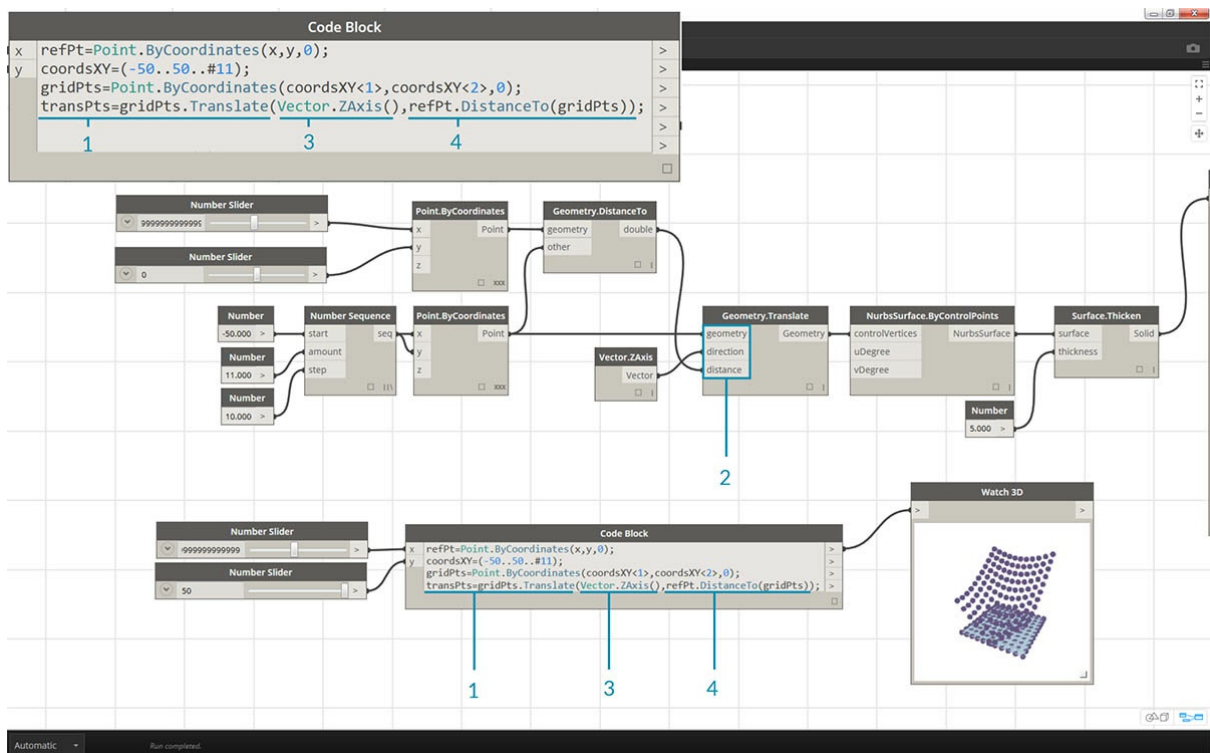 Code Block
x refPt=Point.ByCoordinates(x,y,0); >
y coordsXY=(-50..50..#11); >
gridPts=Point.ByCoordinates(coordsXY<1>,coordsXY<2>,0); >
transPts=gridPts.Translate(Vector.ZAxis(),refPt.DistanceTo(gridPts)); >
>
>
1 3 4
Number Slider
99999999999995 >
Number Slider
0 >
Point.ByCoordinates
x Point
y
z
xxx
Geometry.DistanceTo
geometry double
other
Number
-50.000 >
Number
11.000 >
Number
10.000 >
Number Sequence
start seq
amount
step
Point.ByCoordinates
x Point
y
z
xxx
Vector.ZAxis
Vector
Geometry.Translate
geometry Geometry
direction
distance
2
NurbsSurface.ByControlPoints
controlVertices NurbsSurface
uDegree
vDegree
Surface.Thicken
surface Solid
thickness
Number
5.000 >
Number Slider
999999999999 >
Number Slider
50 >
Code Block
x refPt=Point.ByCoordinates(x,y,0); >
y coordsXY=(-50..50..#11); >
gridPts=Point.ByCoordinates(coordsXY<1>,coordsXY<2>,0); >
transPts=gridPts.Translate(Vector.ZAxis(),refPt.DistanceTo(gridPts)); >
1 3 4
Watch 3D
> >
Automatic
Run completed.